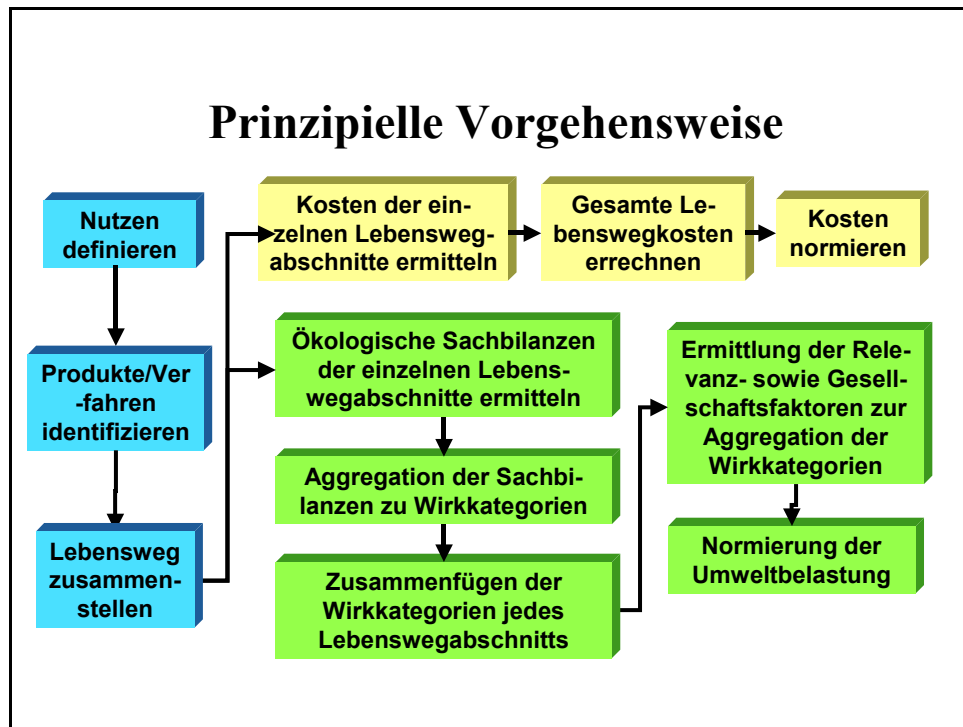 Prinzipielle Vorgehensweise
Nutzen
definieren
Produkte/Ver
-fahren
identifizieren
Lebensweg
zusammen-
stellen
Kosten der ein-
zelnen Lebensweg-
abschnitte ermitteln
Gesamte Le-
benswegkosten
errechnen
Kosten
normieren
Ökologische Sachbilanzen
der einzelnen Lebens-
wegabschnitte ermitteln
Aggregation der Sachbi-
lanzen zu Wirkkategorien
Zusammenfügen der
Wirkkategorien jedes
Lebenswegabschnitts
Ermittlung der Rele-
vanz- sowie Gesell-
schaftsfaktoren zur
Aggregation der
Wirkkategorien
Normierung der
Umweltbelastung